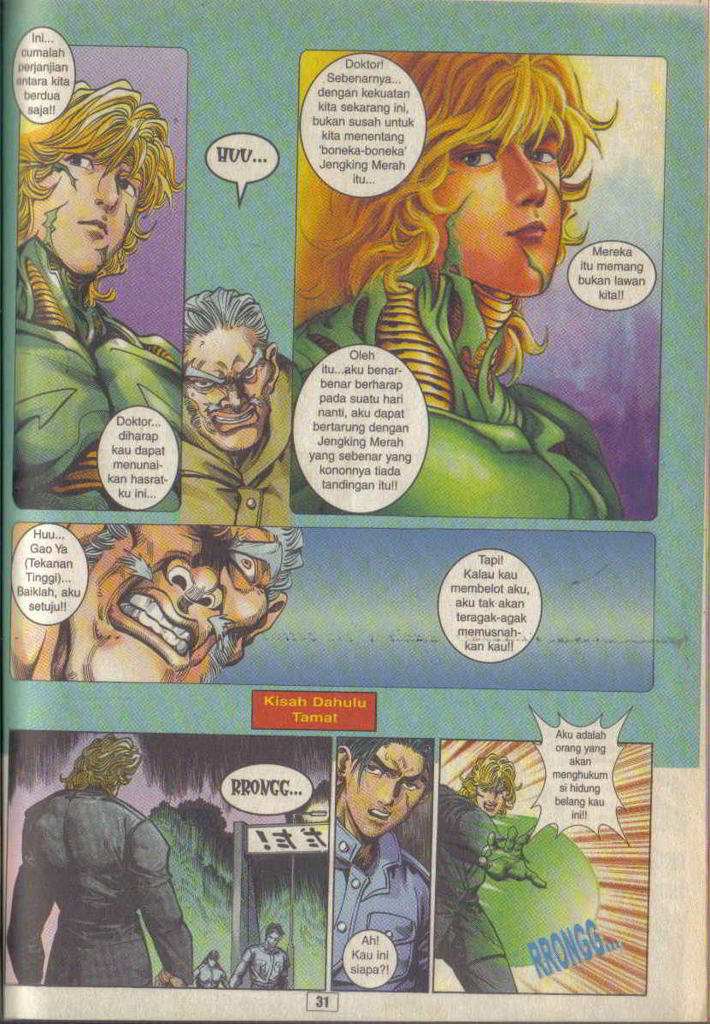 Ini...
cumalah
perjanjian
antara kita
berdua
saja!!
HUU...
Doktor!
Sebenarnya...
dengan kekuatan
kita sekarang ini,
bukan susah untuk
kita menentang
'boneka-boneka'
Jengking Merah
itu...
Mereka
itu memang
bukan lawan
kita!!
Oleh
itu...aku benar-
benar berharap
pada suatu hari
nanti, aku dapat
bertarung dengan
Jengking Merah
yang sebenar yang
kononnya tiada
tandingan itu!!
Doktor...
diharap
kau dapat
menunai-
kan hasrat-
ku ini...
Huu...
Gao Ya
(Tekanan
Tinggi)...
Baiklah, aku
setuju!!
Tapi!
Kalau kau
membelot aku,
aku tak akan
teragak-agak
memusnah-
kan kau!!
Kisah Dahulu
Tamat
RRONGG...
Ah!
Kau ini
siapa?!
Aku adalah
orang yang
akan
menghukum
si hidung
belang kau
ini!!
RRONGG...
31